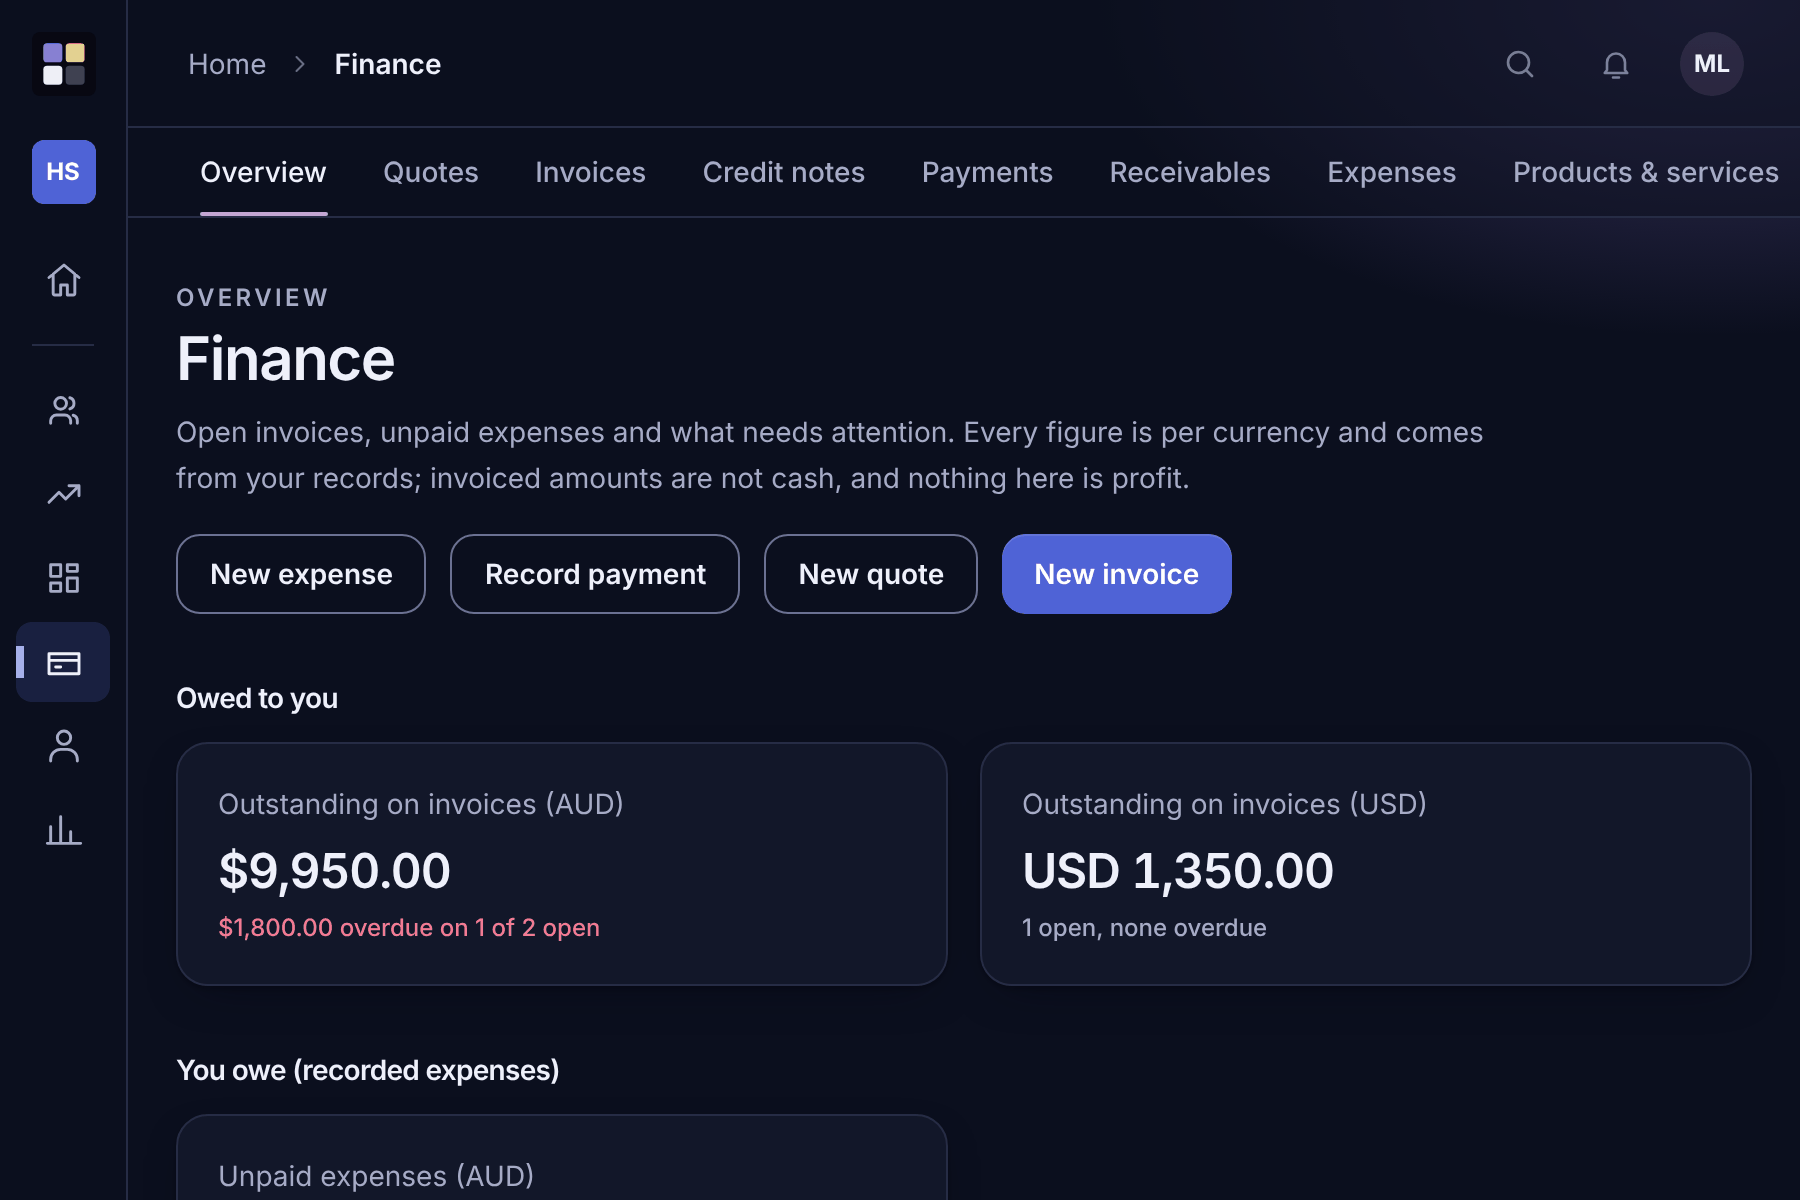 Home > Finance
ML
HS
Overview Quotes Invoices Credit notes Payments Receivables Expenses Products & services
OVERVIEW
Finance
Open invoices, unpaid expenses and what needs attention. Every figure is per currency and comes
from your records; invoiced amounts are not cash, and nothing here is profit.
New expense Record payment New quote New invoice
Owed to you
Outstanding on invoices (AUD)
$9,950.00
$1,800.00 overdue on 1 of 2 open
Outstanding on invoices (USD)
USD 1,350.00
1 open, none overdue
You owe (recorded expenses)
Unpaid expenses (AUD)